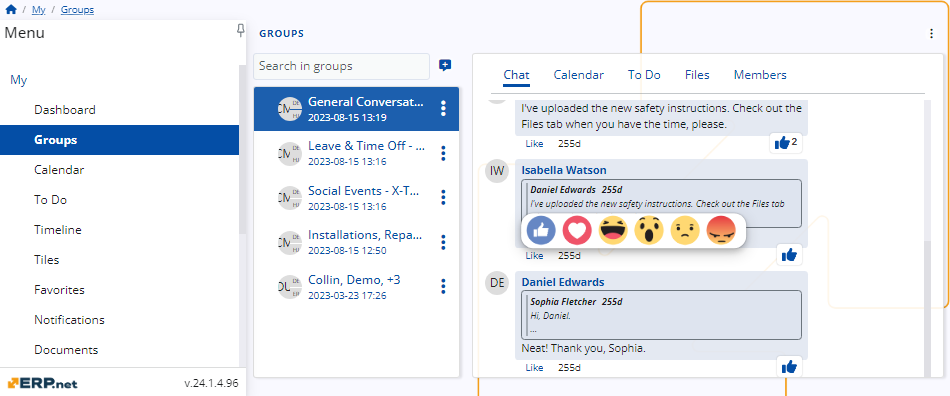 / My / Groups
Menu
My
Dashboard
Groups
Calendar
To Do
Timeline
Tiles
Favorites
Notifications
Documents
ERP.net
v.24.1.4.96
GROUPS
Search in groups
General Conversat...
2023-08-15 13:19
Leave & Time Off - ...
2023-08-15 13:16
Social Events - X-T...
2023-08-15 13:16
Installations, Repa...
2023-08-15 12:50
Collin, Demo, +3
2023-03-23 17:26
Chat Calendar To Do Files Members
I've uploaded the new safety instructions. Check out the
Files tab when you have the time, please.
2
Like 255d
IW
Isabella Watson
Daniel Edwards 255d
I've uploaded the new safety instructions. Check out the Files tab
Like 255d
DE
Daniel Edwards
Sophia Fletcher 255d
Hi, Daniel.
...
Neat! Thank you, Sophia.
Like 255d